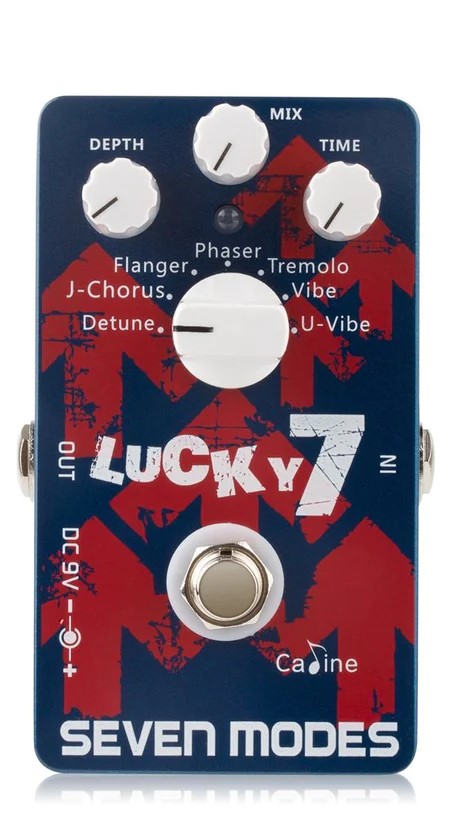 MIX
DEPTH
TIME
Phaser
Flanger
Tremolo
J-Chorus
Vibe
Detune
U-Vibe
LUCKY 7
OUT
IN
DC 9V
Caline
SEVEN MODES